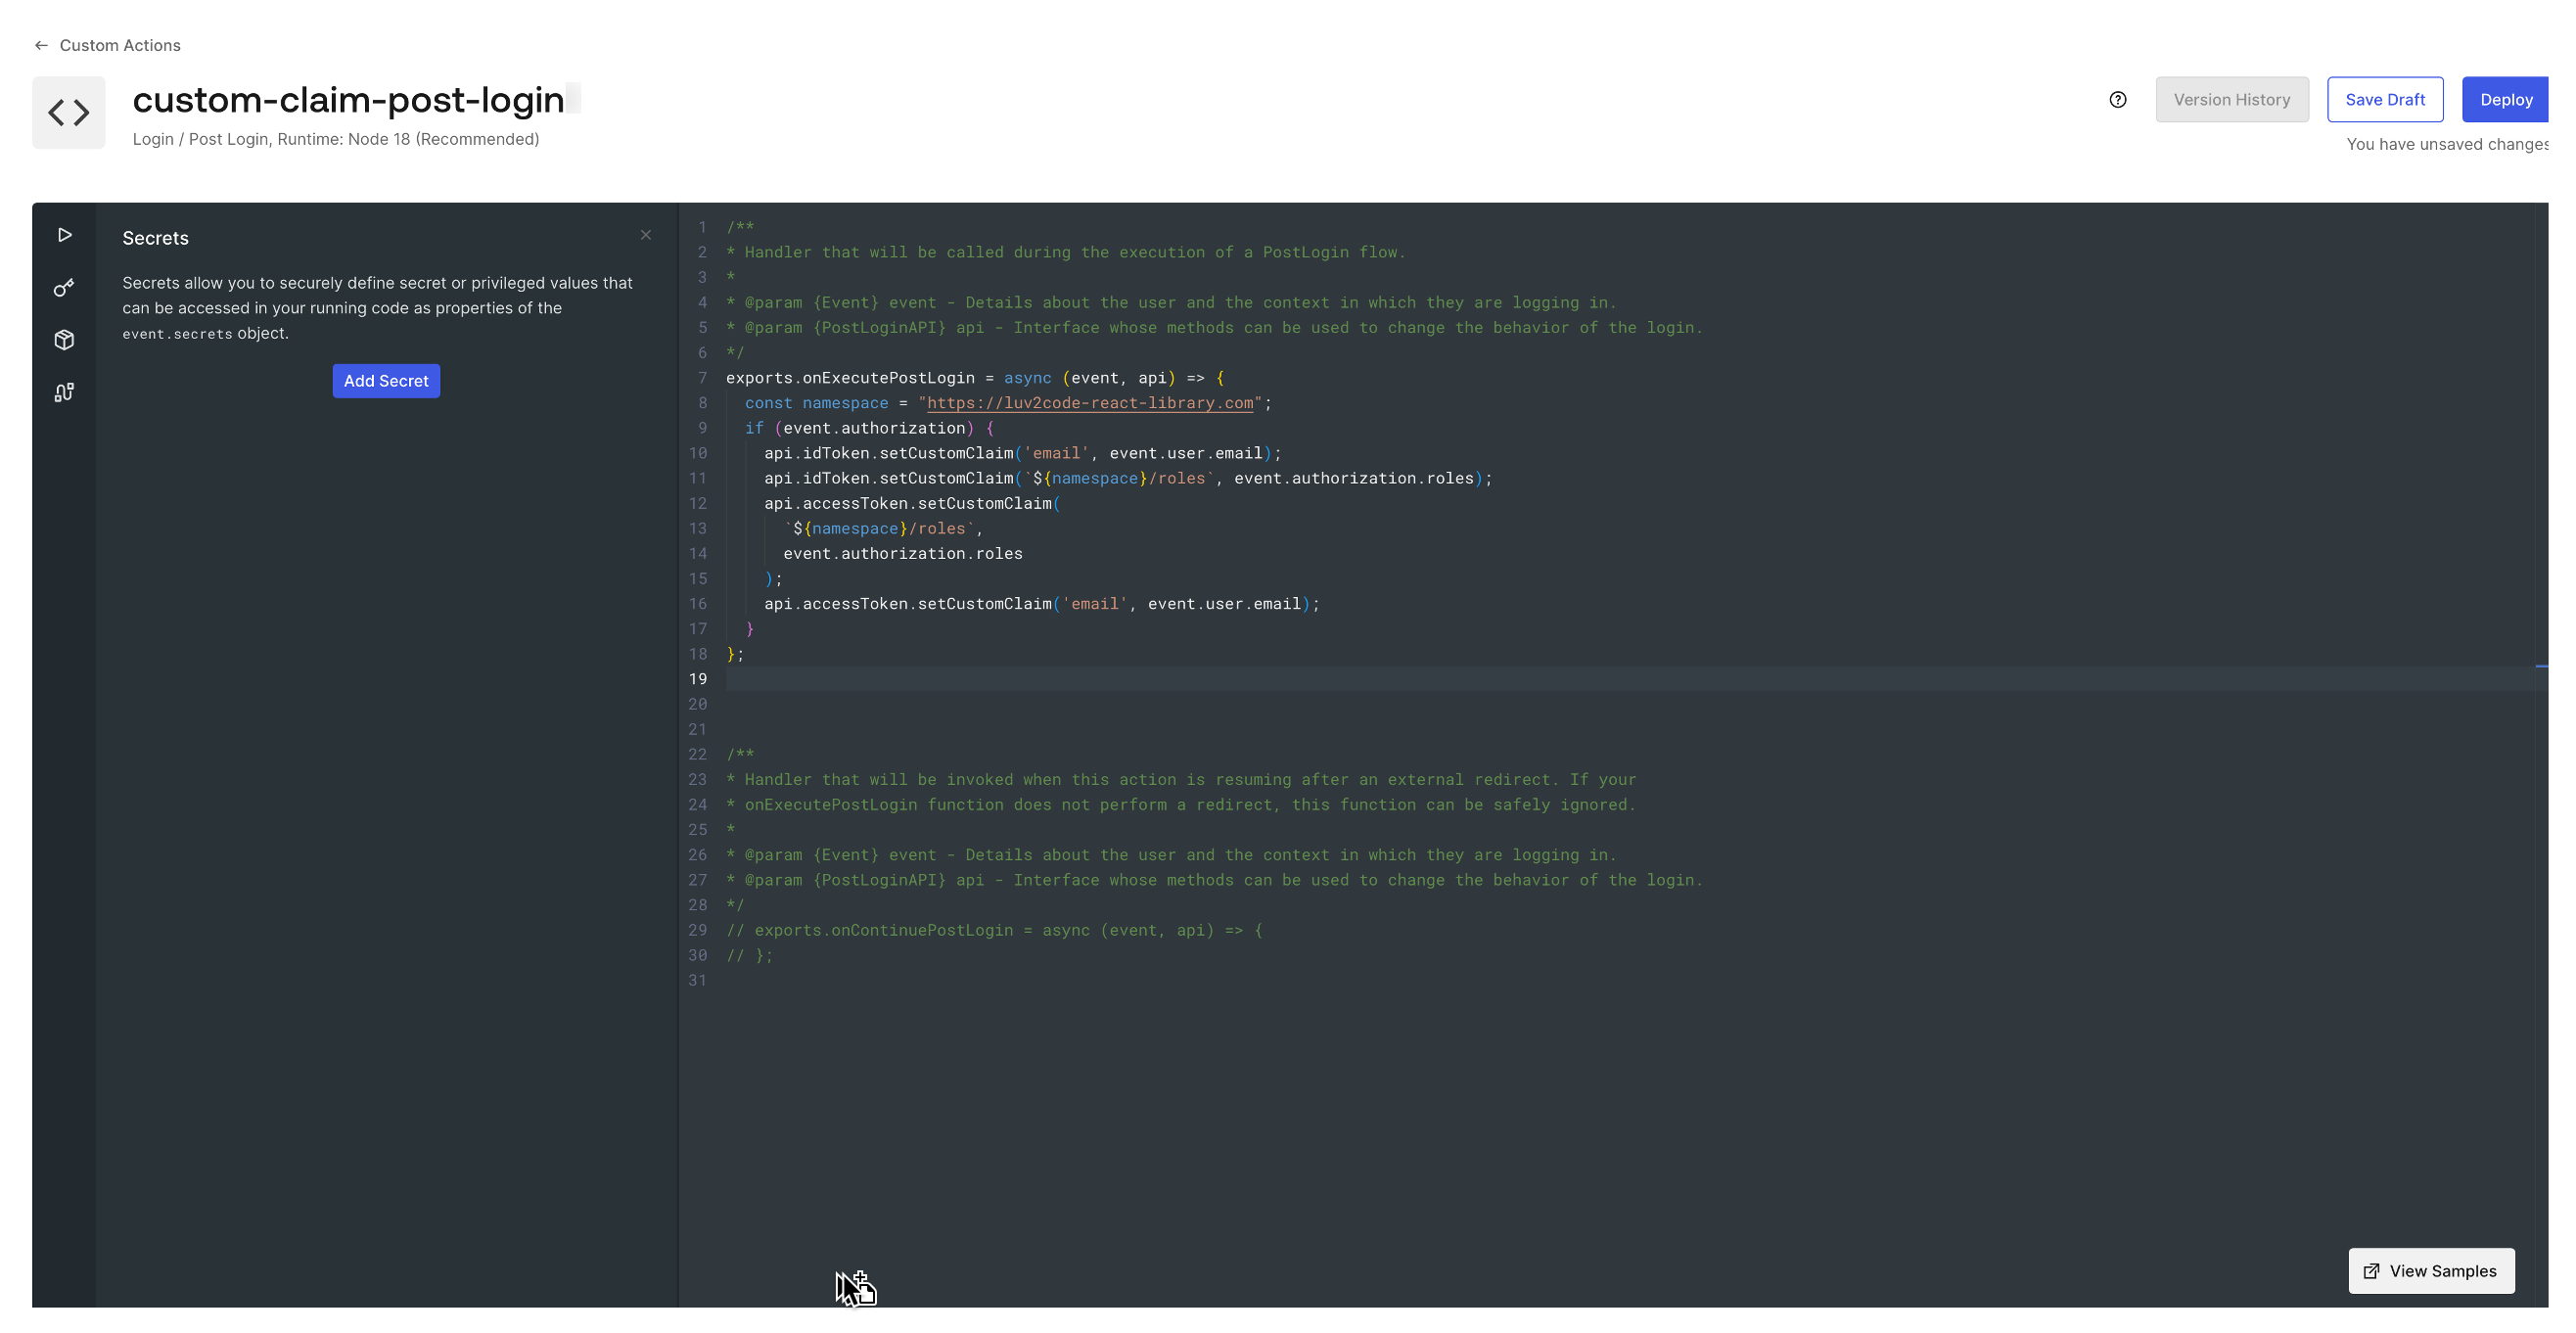 ← Custom Actions
custom-claim-post-login
Login / Post Login, Runtime: Node 18 (Recommended)
Version History
Save Draft
Deploy
You have unsaved changes
Secrets
Secrets allow you to securely define secret or privileged values that
can be accessed in your running code as properties of the
event.secrets object.
Add Secret
1 /**
2 * Handler that will be called during the execution of a PostLogin flow.
3 *
4 * @param {Event} event - Details about the user and the context in which they are logging in.
5 * @param {PostLoginAPI} api - Interface whose methods can be used to change the behavior of the login.
6 */
7 exports.onExecutePostLogin = async (event, api) => {
8   const namespace = "https://luv2code-react-library.com";
9   if (event.authorization) {
10     api.idToken.setCustomClaim('email', event.user.email);
11     api.idToken.setCustomClaim(`${namespace}/roles`, event.authorization.roles);
12     api.accessToken.setCustomClaim(
13       `${namespace}/roles`,
14       event.authorization.roles
15     );
16     api.accessToken.setCustomClaim('email', event.user.email);
17   }
18 };
19
20
21
22 /**
23 * Handler that will be invoked when this action is resuming after an external redirect. If your
24 * onExecutePostLogin function does not perform a redirect, this function can be safely ignored.
25 *
26 * @param {Event} event - Details about the user and the context in which they are logging in.
27 * @param {PostLoginAPI} api - Interface whose methods can be used to change the behavior of the login.
28 */
29 // exports.onContinuePostLogin = async (event, api) => {
30 // };
31
View Samples